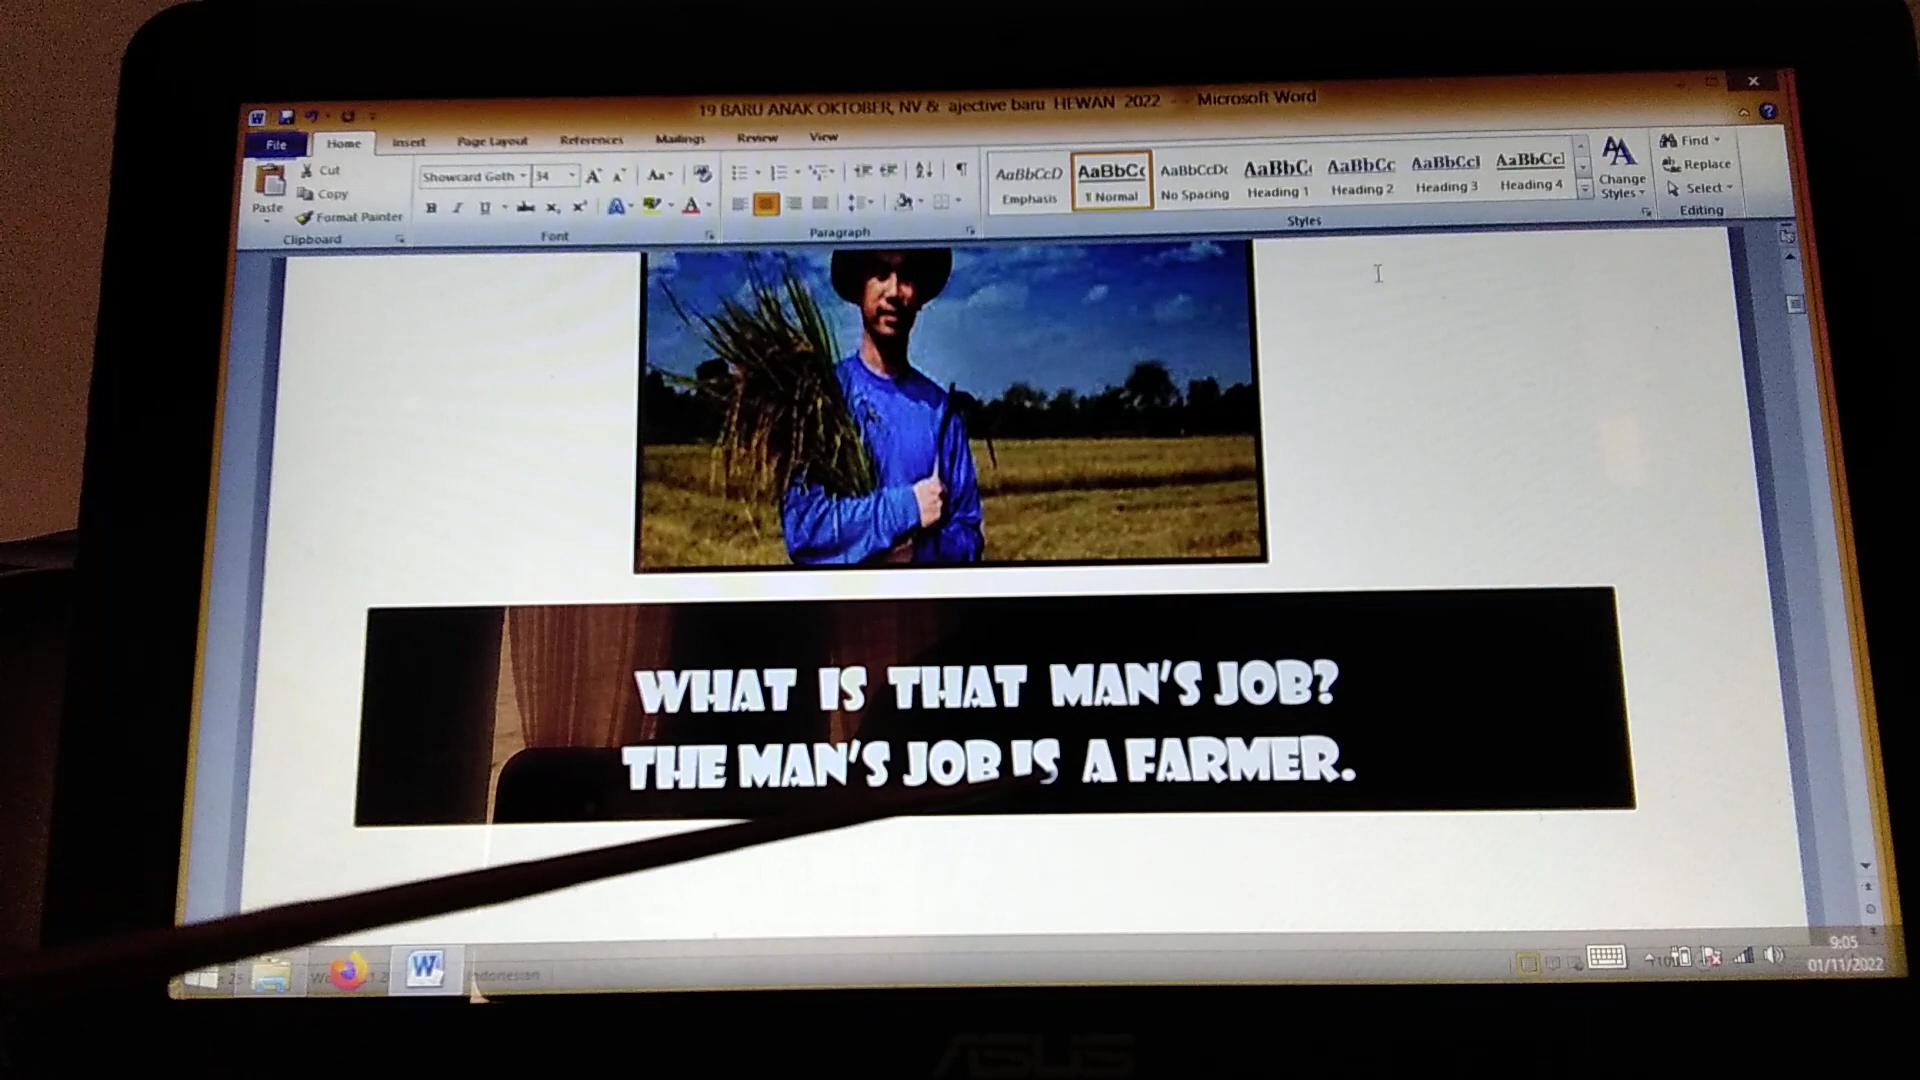 19 BARU ANAK OKTOBER, NV & ajective baru HEWAN 2022 - Microsoft Word
File Home Insert Page Layout References Mailings Review View
Cut
Copy
Format Painter
Paste
Clipboard
Showcard Goth 34
Font
Paragraph
AaBbCcD AaBbCc AaBbCcDc AaBbC AaBbCc AaBbCcI AaBbCcI
Emphasis ¶ Normal No Spacing Heading 1 Heading 2 Heading 3 Heading 4
Styles
Change Styles
Find
Replace
Select
Editing
WHAT IS THAT MAN'S JOB?
THE MAN'S JOB IS A FARMER.
9:05
01/11/2022
ASUS